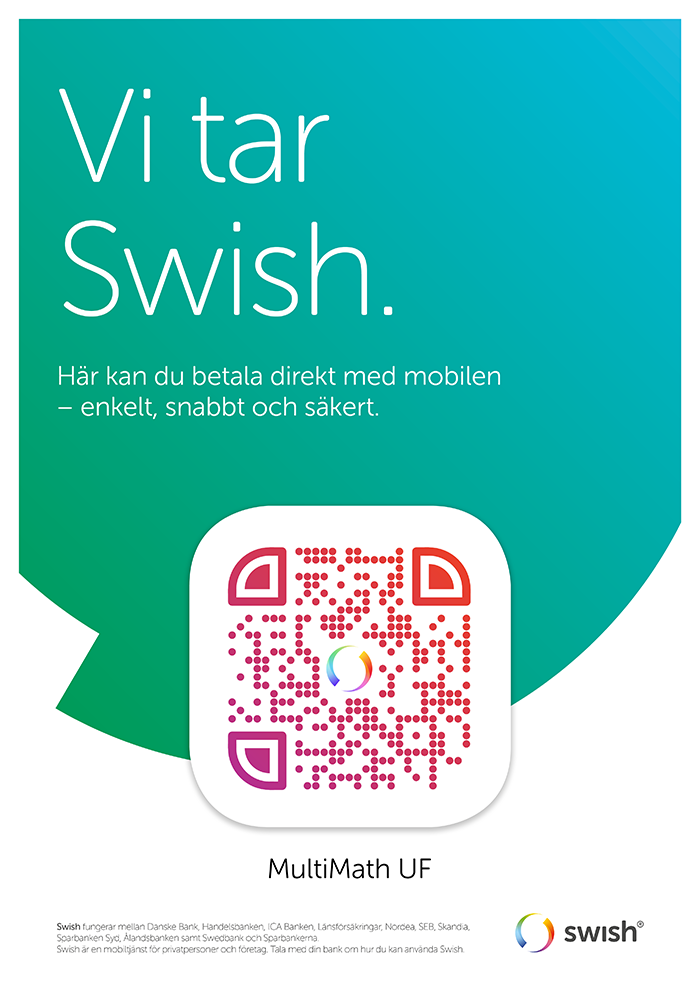 Vi tar
Swish.
Här kan du betala direkt med mobilen
– enkelt, snabbt och säkert.
MultiMath UF
Swish fungerar mellan Danske Bank, Handelsbanken, ICA Banken, Länsförsäkringar, Nordea, SEB, Skandia,
Sparbanken Syd, Ålandsbanken samt Swedbank och Sparbankerna.
Swish är en mobiltjänst för privatpersoner och företag. Tala med din bank om hur du kan använda Swish.
swish®